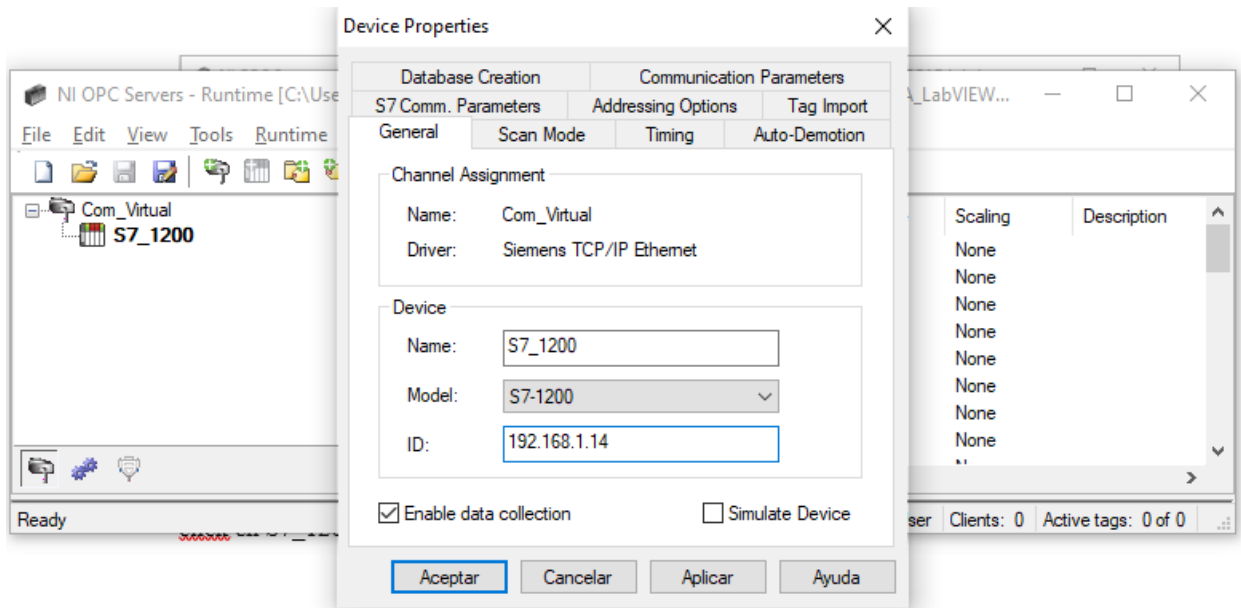 Device Properties
Database Creation Communication Parameters
NI OPC Servers - Runtime [C:\Use
A_LabVIEW...
S7 Comm. Parameters Addressing Options Tag Import
File Edit View Tools Runtime
General Scan Mode Timing Auto-Demotion
Channel Assignment
Com_Virtual
Name: Com_Virtual
Scaling Description
S7_1200
Driver: Siemens TCP/IP Ethernet
None
None
None
Device
None
Name: S7_1200
None
None
Model: S7-1200
None
None
ID: 192.168.1.14
Enable data collection Simulate Device
Ready
ser Clients: 0 Active tags: 0 of 0
Aceptar Cancelar Aplicar Ayuda